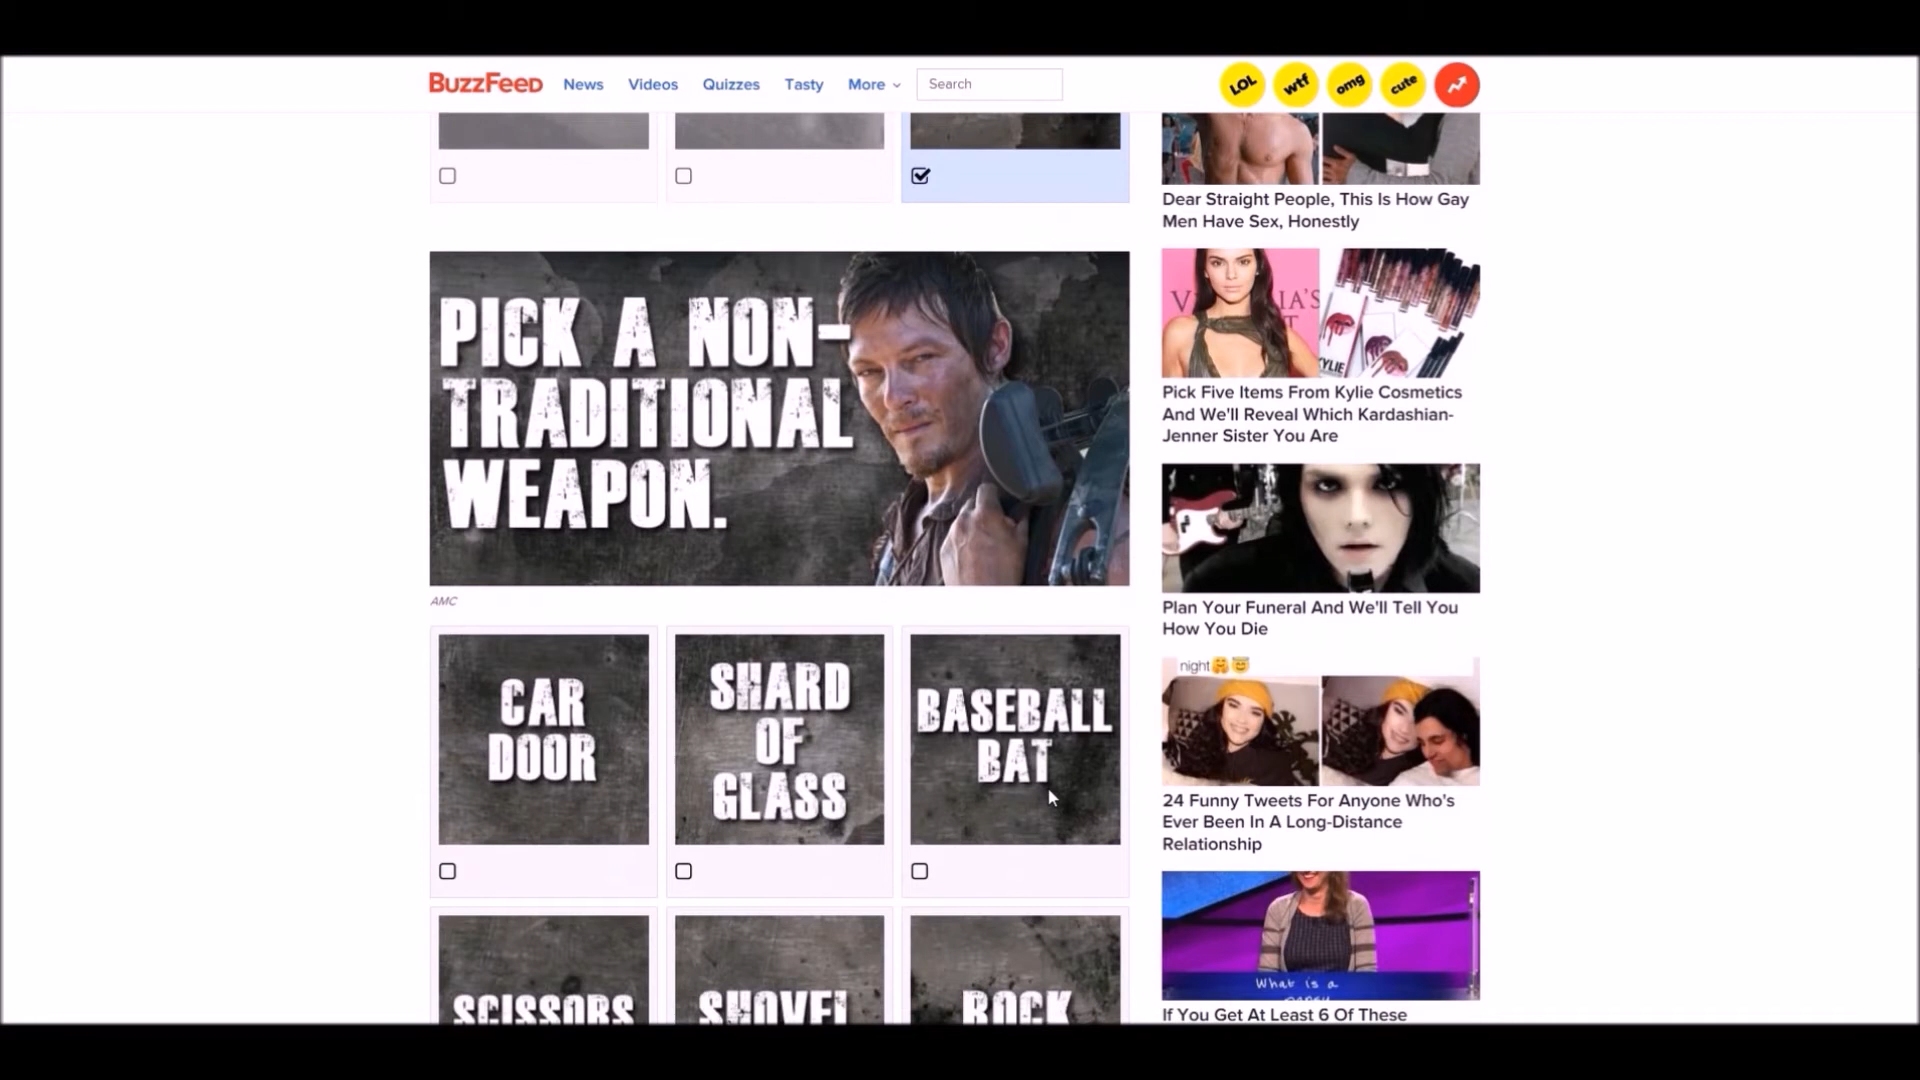 BuzzFeed News Videos Quizzes Tasty More Search LOL wtf omg cute
Dear Straight People, This Is How Gay
Men Have Sex, Honestly
PICK A NON-
TRADITIONAL
WEAPON.
AMC
CAR
DOOR
SHARD
OF
GLASS
BASEBALL
BAT
SCISSORS
SHOVEL
ROCK
KYLIE
Pick Five Items From Kylie Cosmetics
And We'll Reveal Which Kardashian-
Jenner Sister You Are
Plan Your Funeral And We'll Tell You
How You Die
night🤗😇
24 Funny Tweets For Anyone Who's
Ever Been In A Long-Distance
Relationship
What is a
If You Get At Least 6 Of These